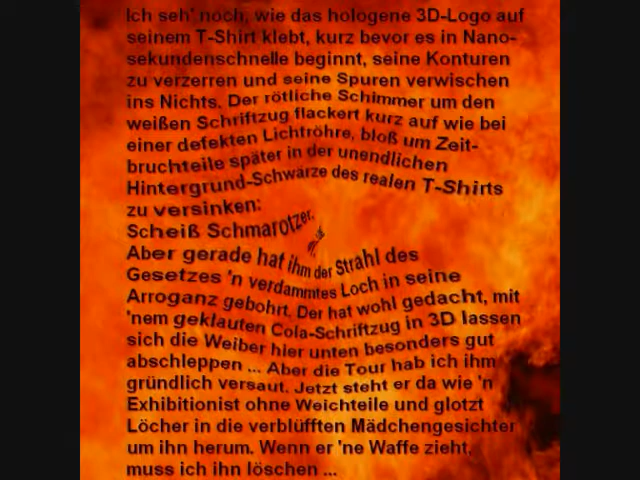 Ich seh' noch, wie das hologene 3D-Logo auf
seinem T-Shirt klebt, kurz bevor es in Nano-
sekundenschnelle beginnt, seine Konturen
zu verzerren und seine Spuren verwischen
ins Nichts. Der rötliche Schimmer um den
weißen Schriftzug flackert kurz auf wie bei
einer defekten Lichtröhre, bloß um Zeit-
bruchteile später in der unendlichen
Hintergrund-Schwärze des realen T-Shirts
zu versinken:
Scheiß Schmarotzer.
Aber gerade hat ihm der Strahl des
Gesetzes 'n verdammtes Loch in seine
Arroganz gebohrt. Der hat wohl gedacht, mit
'nem geklauten Cola-Schriftzug in 3D lassen
sich die Weiber hier unten besonders gut
abschleppen ... Aber die Tour hab ich ihm
gründlich versaut. Jetzt steht er da wie 'n
Exhibitionist ohne Weichteile und glotzt
Löcher in die verblüfften Mädchengesichter
um ihn herum. Wenn er 'ne Waffe zieht,
muss ich ihn löschen ...